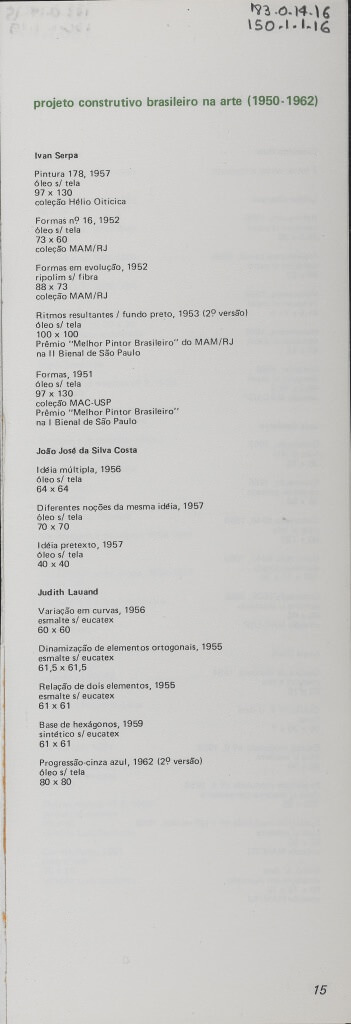 183-0-14-16
150-1-1-16
projeto construtivo brasileiro na arte (1950-1962)
Ivan Serpa
Pintura 178, 1957
óleo s/ tela
97 x 130
coleção Hélio Oiticica
Formas nº 16, 1952
óleo s/ tela
73 x 60
coleção MAM/RJ
Formas em evolução, 1952
ripolim s/ fibra
88 x 73
coleção MAM/RJ
Ritmos resultantes / fundo preto, 1953 (2º versão)
óleo s/ tela
100 x 100
Prêmio "Melhor Pintor Brasileiro" do MAM/RJ
na II Bienal de São Paulo
Formas, 1951
óleo s/ tela
97 x 130
coleção MAC-USP
Prêmio "Melhor Pintor Brasileiro"
na I Bienal de São Paulo
João José da Silva Costa
Idéia múltipla, 1956
óleo s/ tela
64 x 64
Diferentes noções da mesma idéia, 1957
óleo s/ tela
70 x 70
Idéia pretexto, 1957
óleo s/ tela
40 x 40
Judith Lauand
Variação em curvas, 1956
esmalte s/ eucatex
60 x 60
Dinamização de elementos ortogonais, 1955
esmalte s/ eucatex
61,5 x 61,5
Relação de dois elementos, 1955
esmalte s/ eucatex
61 x 61
Base de hexágonos, 1959
sintético s/ eucatex
61 x 61
Progressão-cinza azul, 1962 (2º versão)
óleo s/ tela
80 x 80
15